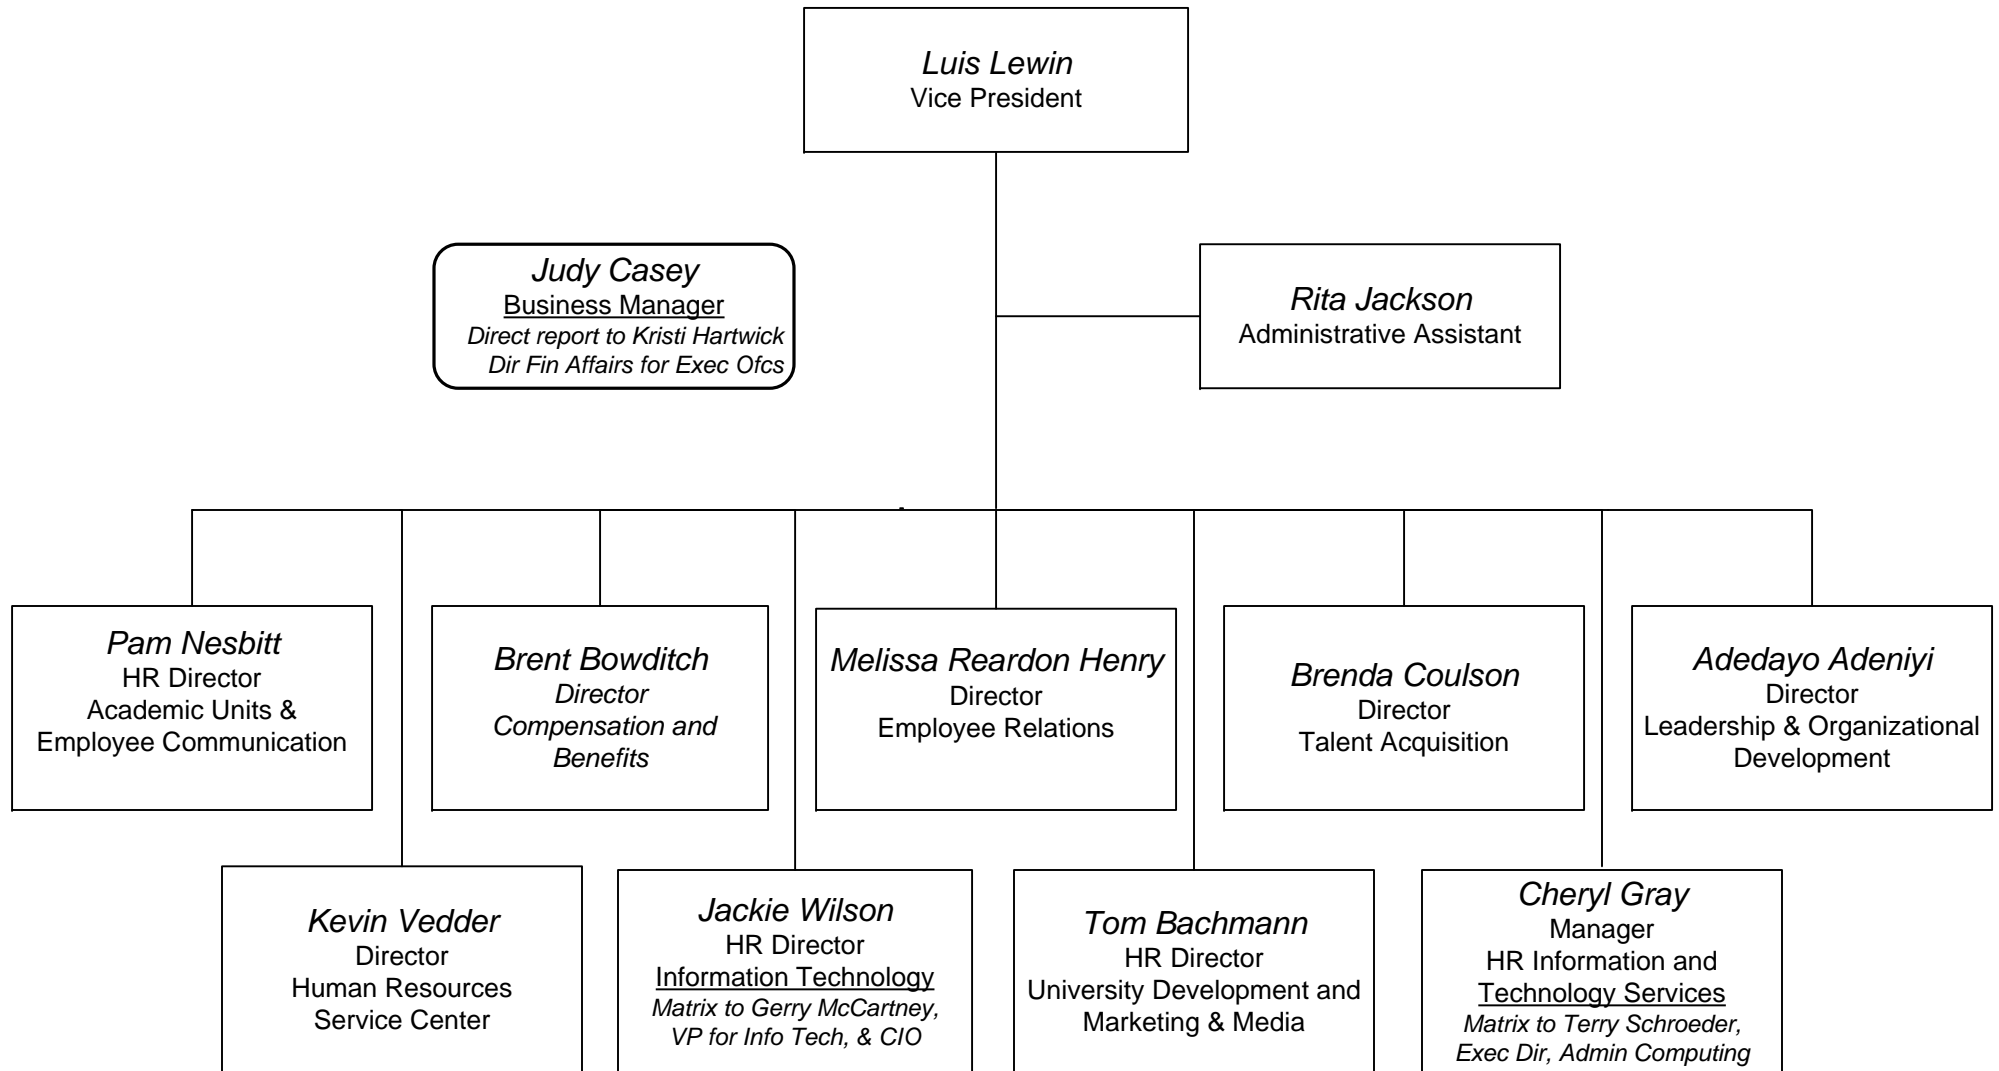 Luis Lewin
Vice President
Judy Casey
Business Manager
Direct report to Kristi Hartwick
Dir Fin Affairs for Exec Ofcs
Rita Jackson
Administrative Assistant
Pam Nesbitt
HR Director
Academic Units &
Employee Communication
Brent Bowditch
Director
Compensation and
Benefits
Melissa Reardon Henry
Director
Employee Relations
Brenda Coulson
Director
Talent Acquisition
Adedayo Adeniyi
Director
Leadership & Organizational
Development
Kevin Vedder
Director
Human Resources
Service Center
Jackie Wilson
HR Director
Information Technology
Matrix to Gerry McCartney,
VP for Info Tech, & CIO
Tom Bachmann
HR Director
University Development and
Marketing & Media
Cheryl Gray
Manager
HR Information and
Technology Services
Matrix to Terry Schroeder,
Exec Dir, Admin Computing